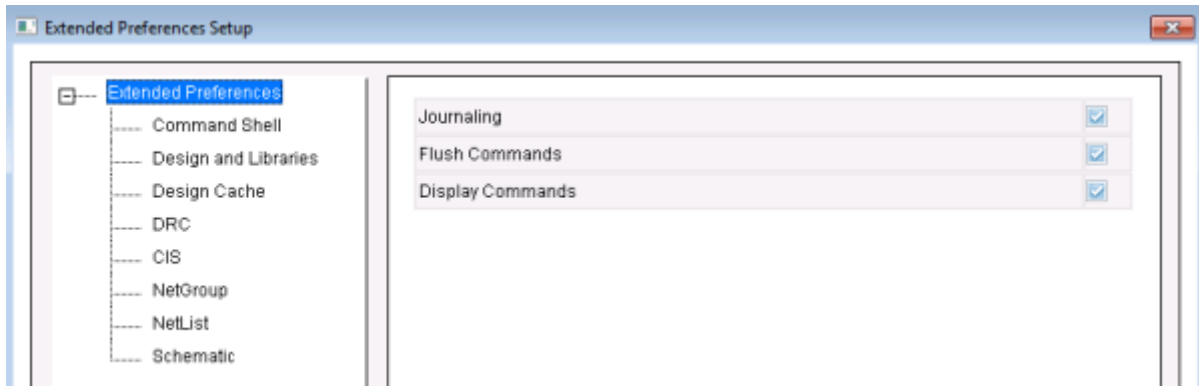 Extended Preferences Setup
Extended Preferences
Command Shell
Design and Libraries
Design Cache
DRC
CIS
NetGroup
NetList
Schematic
Journaling
Flush Commands
Display Commands